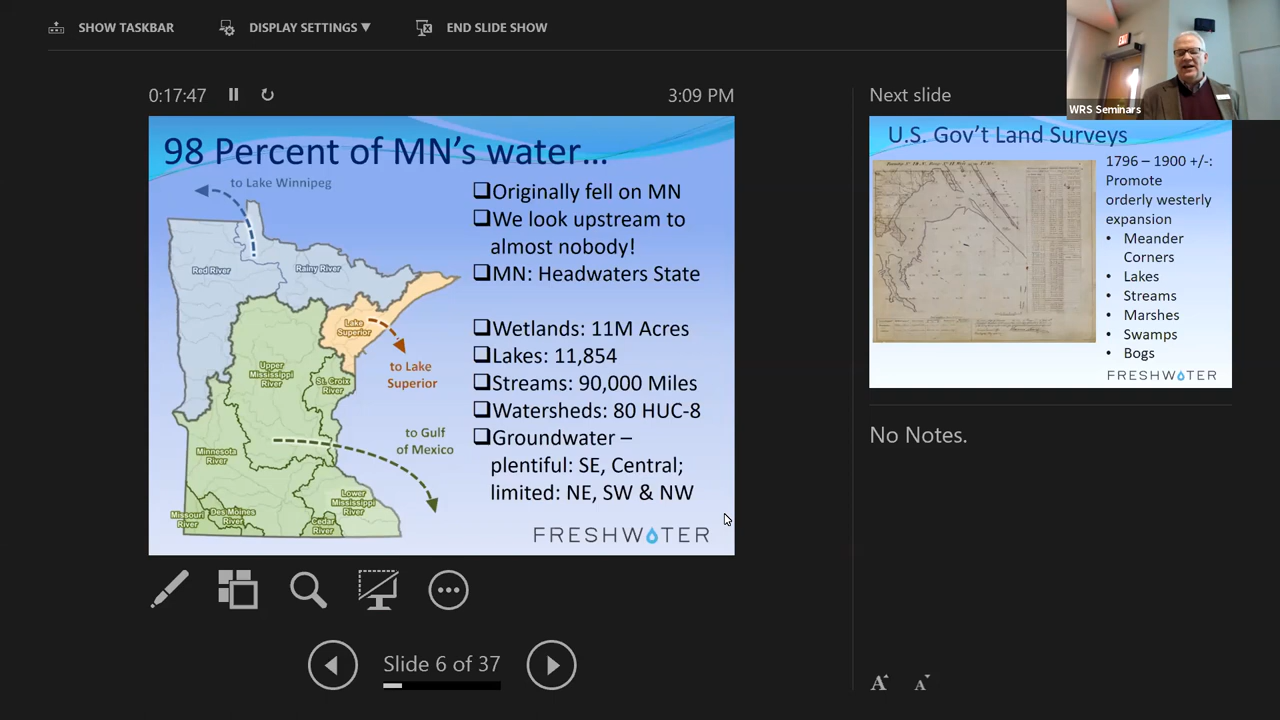 SHOW TASKBAR
DISPLAY SETTINGS ▼
END SLIDE SHOW
EXIT
WRS Seminars
0:17:47
3:09 PM
98 Percent of MN's water...
to Lake Winnipeg
Red River
Rainy River
Lake
Superior
to Lake
Superior
Upper
Mississippi
River
St. Croix
River
to Gulf
of Mexico
Minnesota
River
Lower
Mississippi
River
Missouri
River
Des Moines
River
Cedar
River
❑Originally fell on MN
❑We look upstream to
almost nobody!
❑MN: Headwaters State
❑Wetlands: 11M Acres
❑Lakes: 11,854
❑Streams: 90,000 Miles
❑Watersheds: 80 HUC-8
❑Groundwater –
plentiful: SE, Central;
limited: NE, SW & NW
FRESHWATER
Slide 6 of 37
Next slide
U.S. Gov't Land Surveys
1796 – 1900 +/-:
Promote
orderly westerly
expansion
• Meander
Corners
• Lakes
• Streams
• Marshes
• Swamps
• Bogs
FRESHWATER
No Notes.
A A